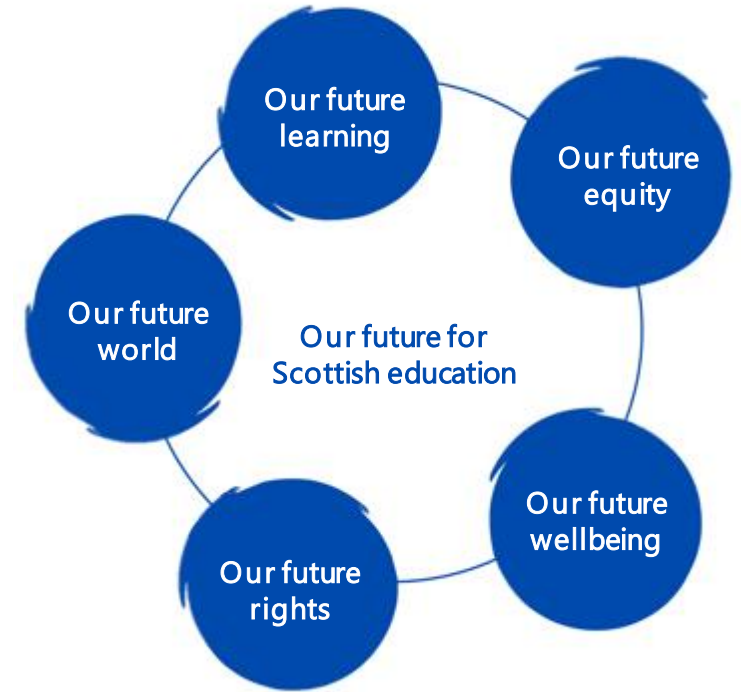 Our future
learning
Our future
equity
Our future
wellbeing
Our future
rights
Our future
world
Our future for
Scottish education